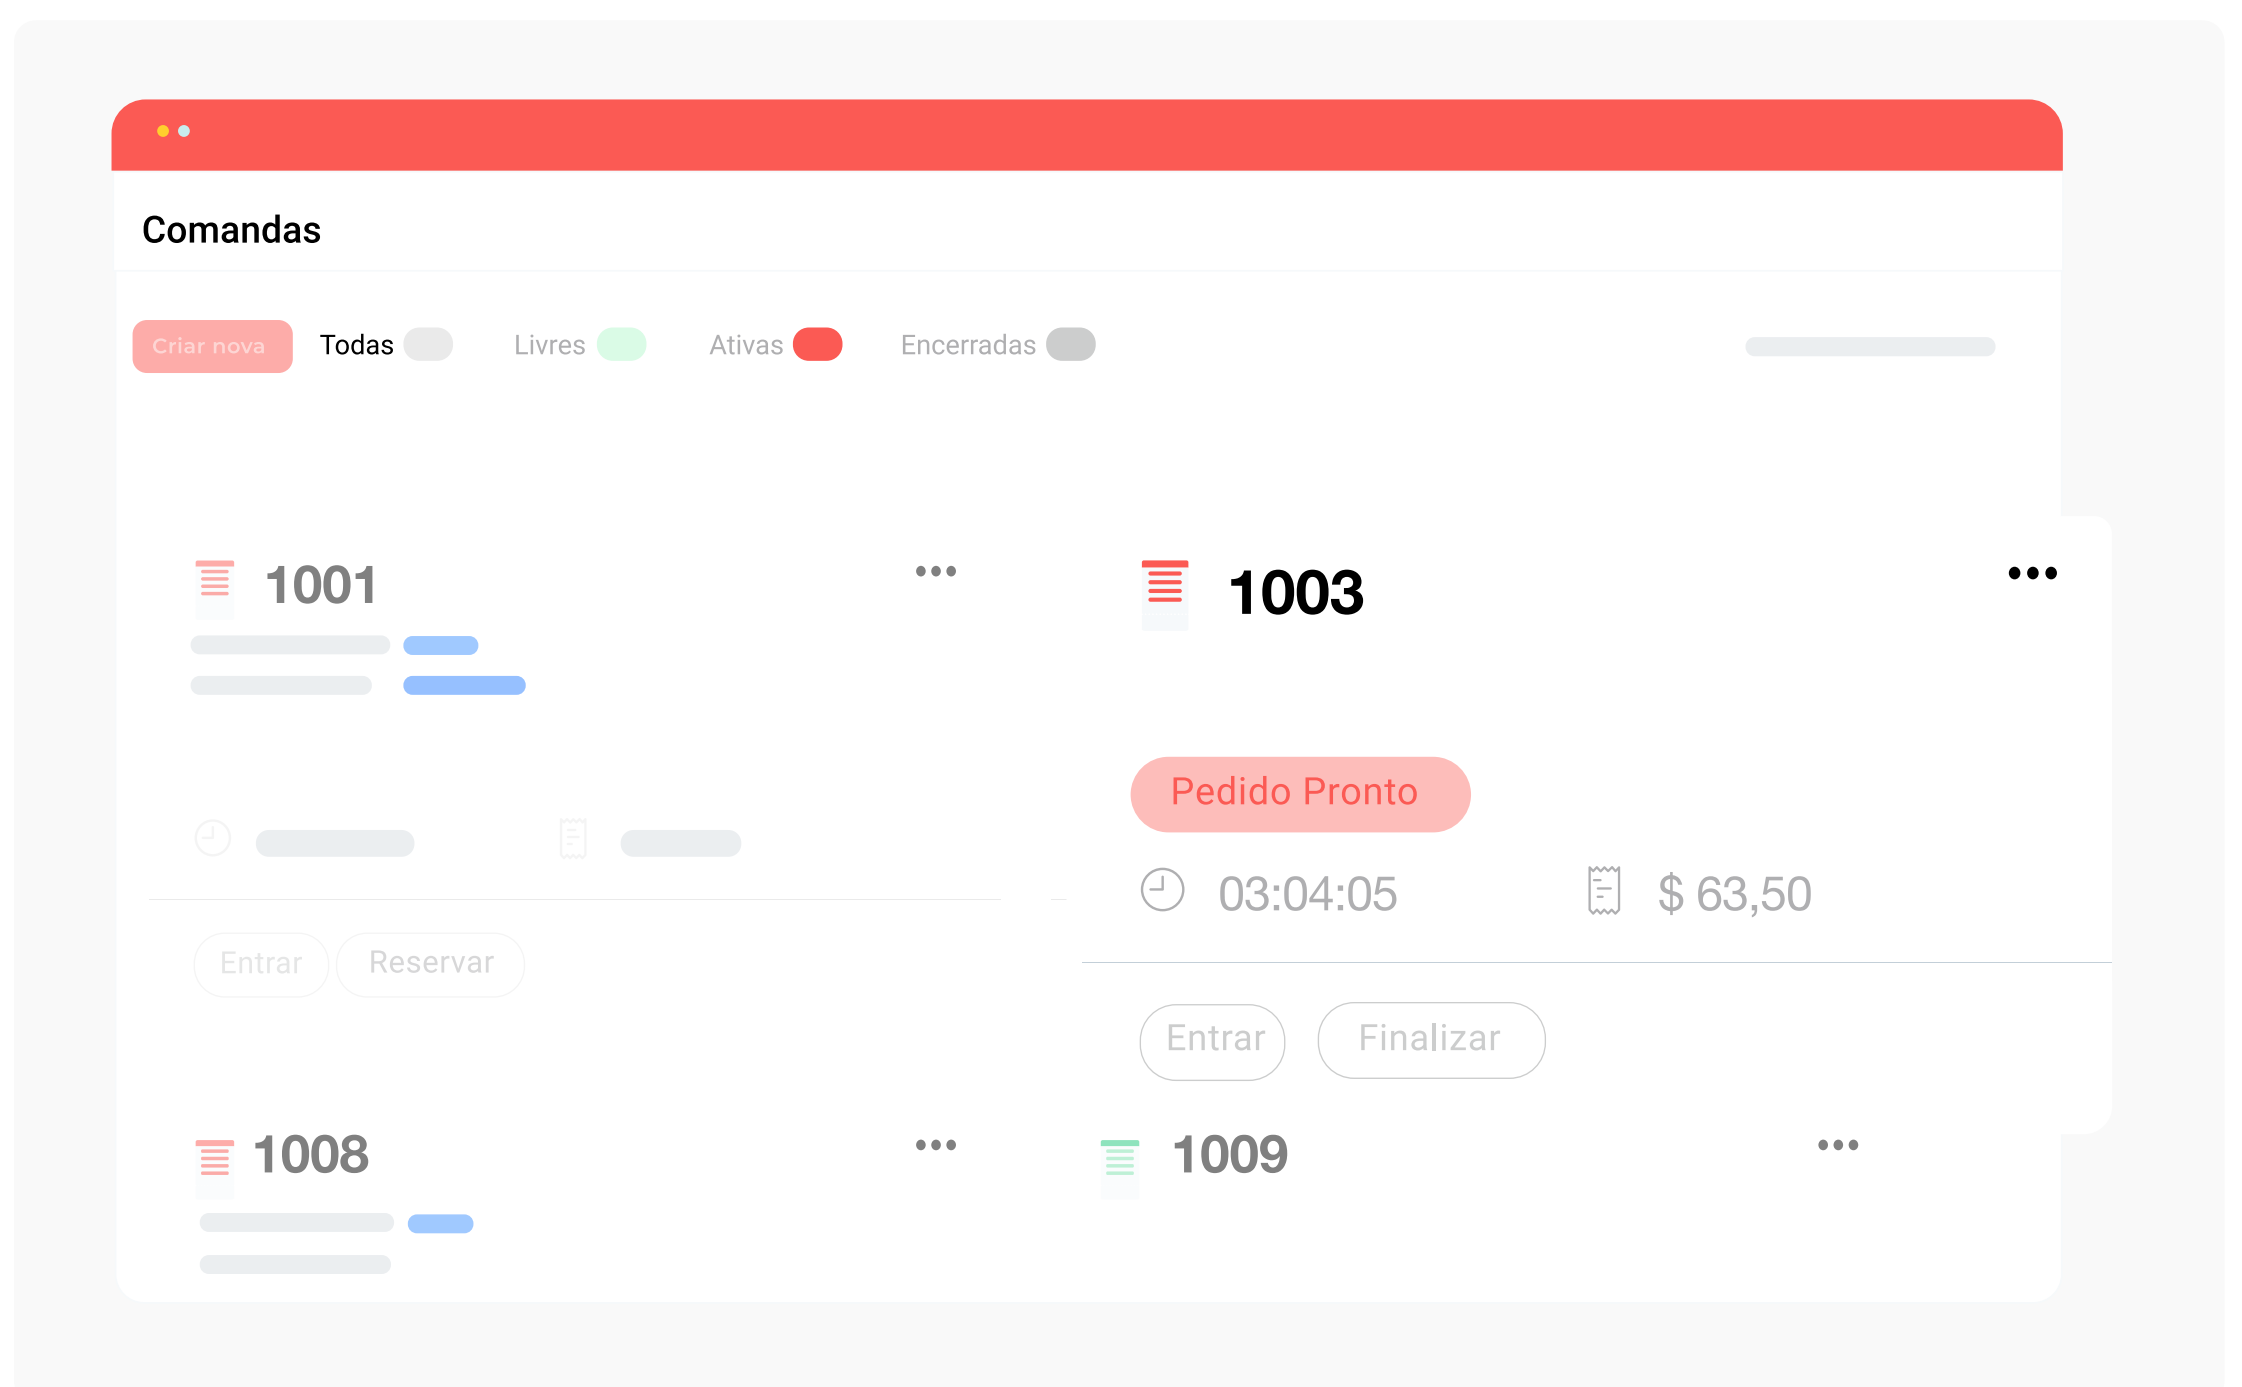 Comandas
Criar nova
Todas
Livres
Ativas
Encerradas
1001
1003
Pedido Pronto
03:04:05
$ 63,50
Entrar
Reservar
Entrar
Finalizar
1008
1009